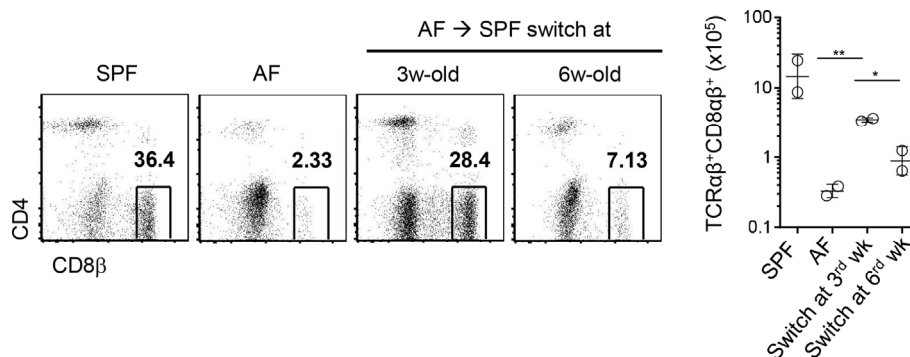 AF → SPF switch at
SPF
AF
3w-old
6w-old
36.4
2.33
28.4
7.13
CD4
CD8β
TCRαβ⁺CD8αβ⁺ (x10⁵)
100
10
1
0.1
**
*
SPF
AF
Switch at 3ʳᵈ wk
Switch at 6ʳᵈ wk